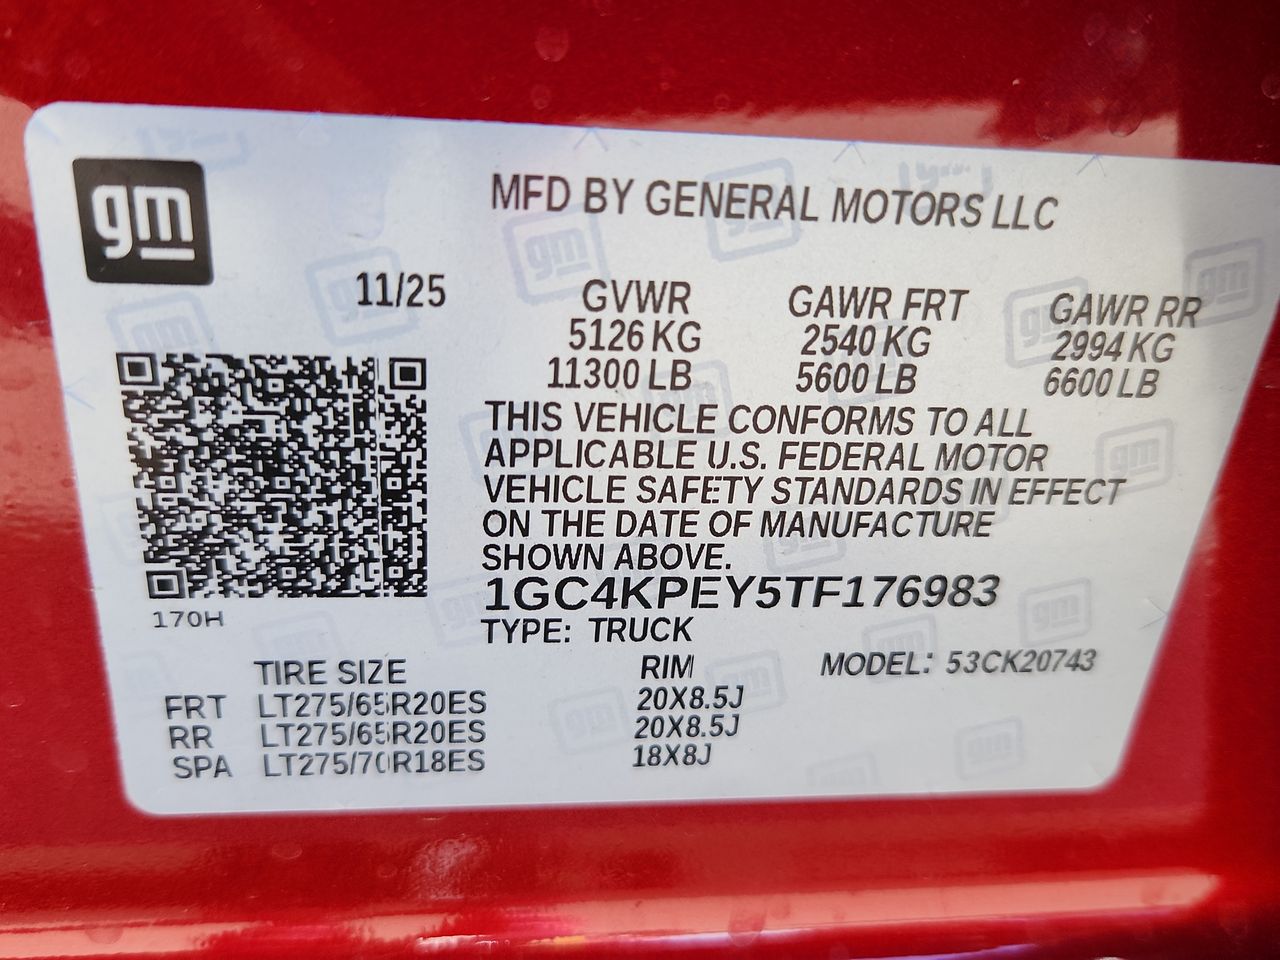 gm
MFD BY GENERAL MOTORS LLC
11/25
GVWR GAWR FRT GAWR RR
5126 KG 2540 KG 2994 KG
11300 LB 5600 LB 6600 LB
THIS VEHICLE CONFORMS TO ALL
APPLICABLE U.S. FEDERAL MOTOR
VEHICLE SAFETY STANDARDS IN EFFECT
ON THE DATE OF MANUFACTURE
SHOWN ABOVE.
1GC4KPEY5TF176983
170H
TYPE: TRUCK
TIRE SIZE RIM MODEL: 53CK20743
FRT LT275/65R20ES 20X8.5J
RR LT275/65R20ES 20X8.5J
SPA LT275/70R18ES 18X8J